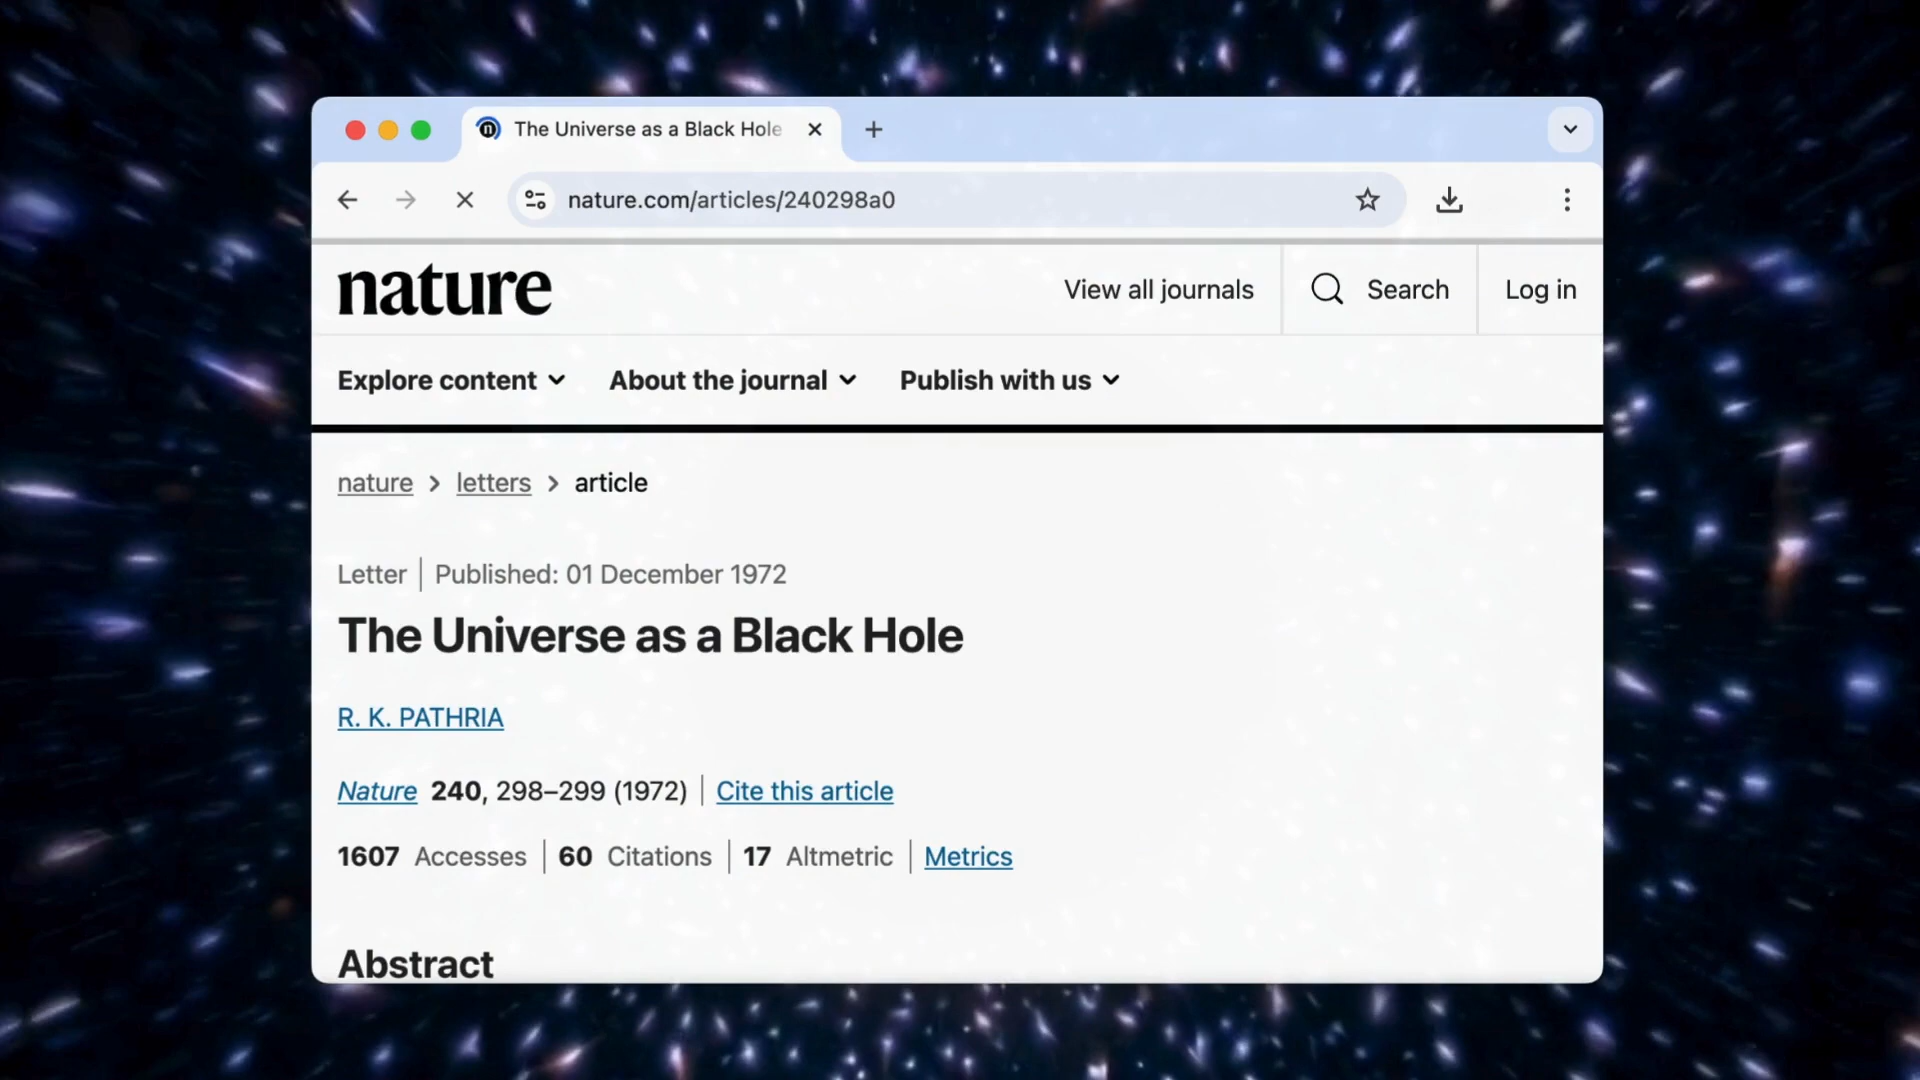 The Universe as a Black Hole
nature.com/articles/240298a0
nature
View all journals
Search
Log in
Explore content
About the journal
Publish with us
nature > letters > article
Letter | Published: 01 December 1972
The Universe as a Black Hole
R. K. PATHRIA
Nature 240, 298–299 (1972) | Cite this article
1607 Accesses | 60 Citations | 17 Altmetric | Metrics
Abstract